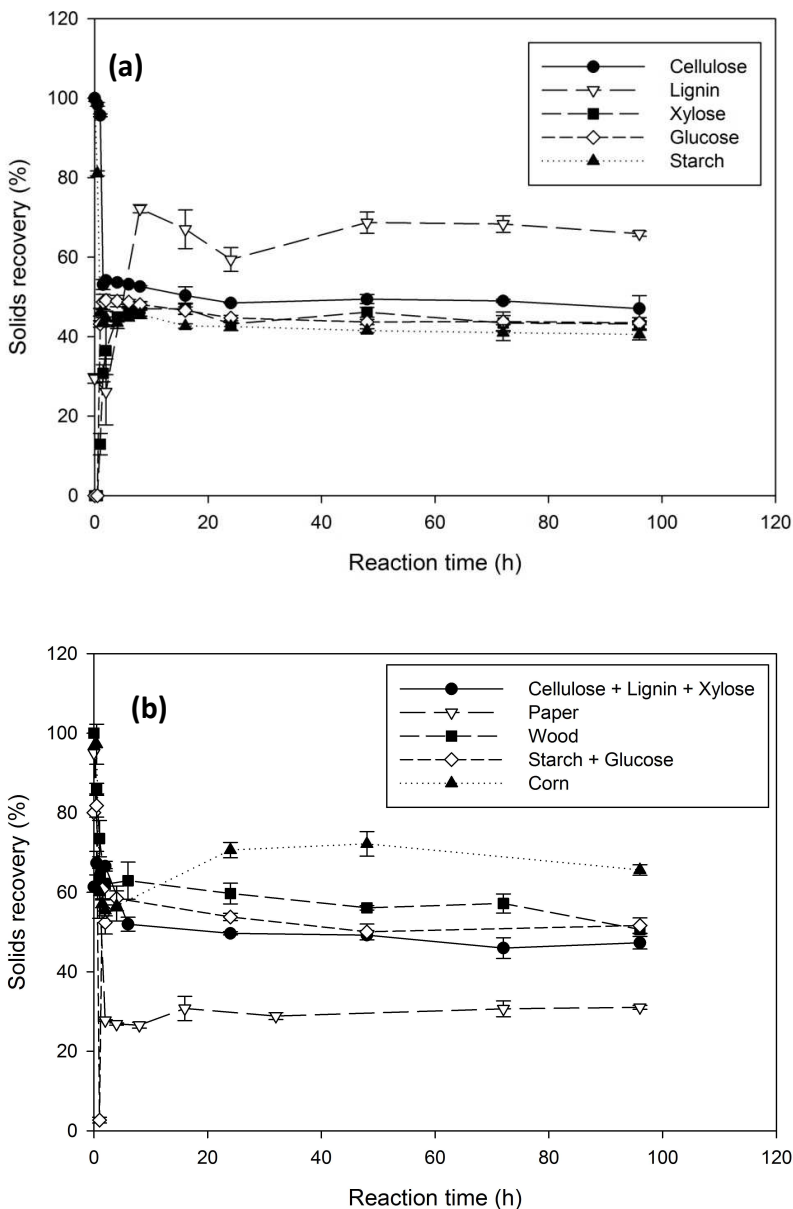 120
(a)
Cellulose
100
Lignin
Xylose
Glucose
80
Starch
60
40
20
0
0 20 40 60 80 100 120
Solids recovery (%)
Reaction time (h)
120
Cellulose + Lignin + Xylose
(b)
Paper
100
Wood
Starch + Glucose
Corn
80
60
40
20
0
0 20 40 60 80 100 120
Solids recovery (%)
Reaction time (h)